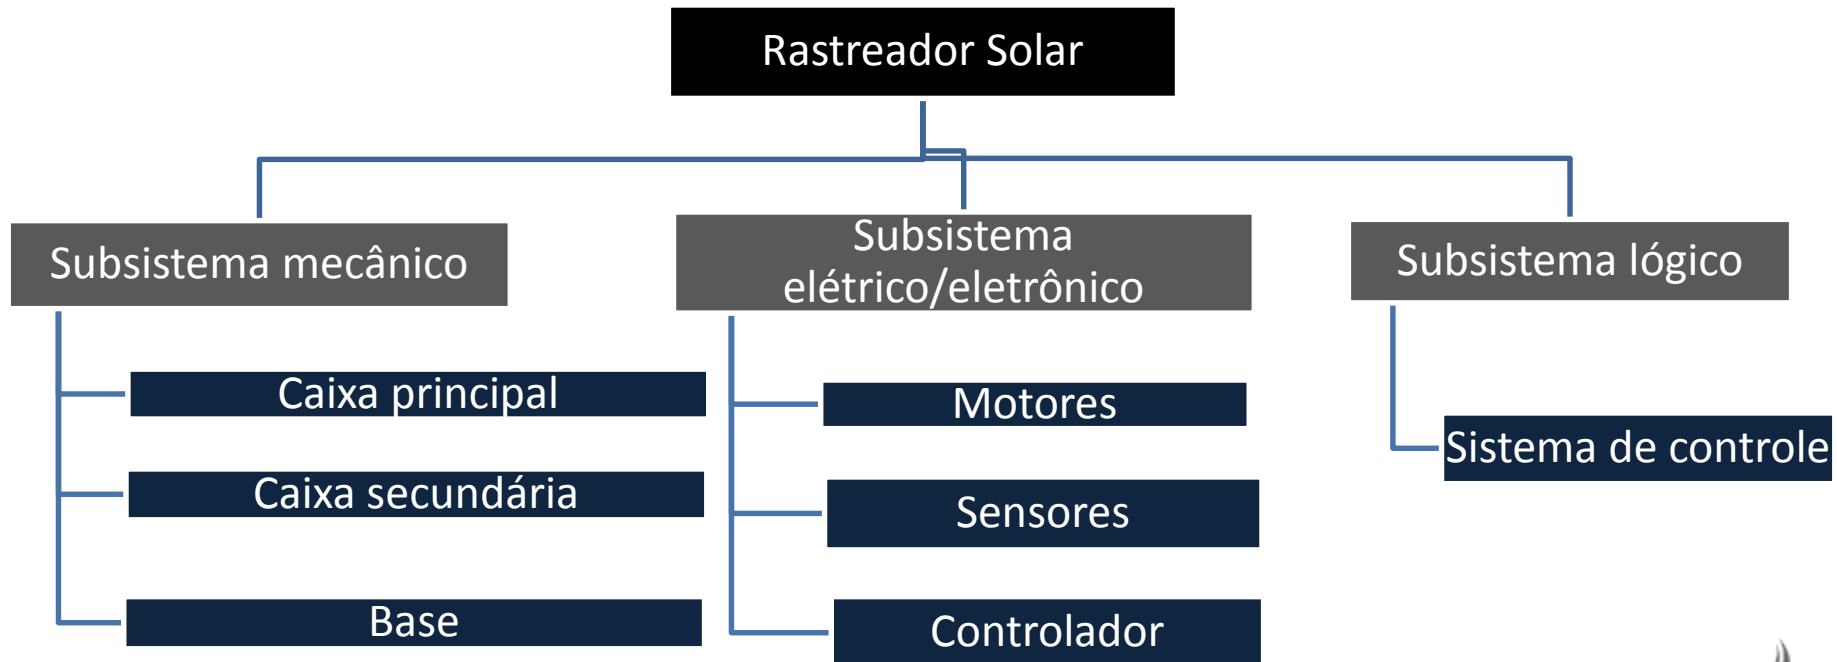 Rastreador Solar
Subsistema mecânico
Caixa principal
Caixa secundária
Base
Subsistema
elétrico/eletrônico
Motores
Sensores
Controlador
Subsistema lógico
Sistema de controle